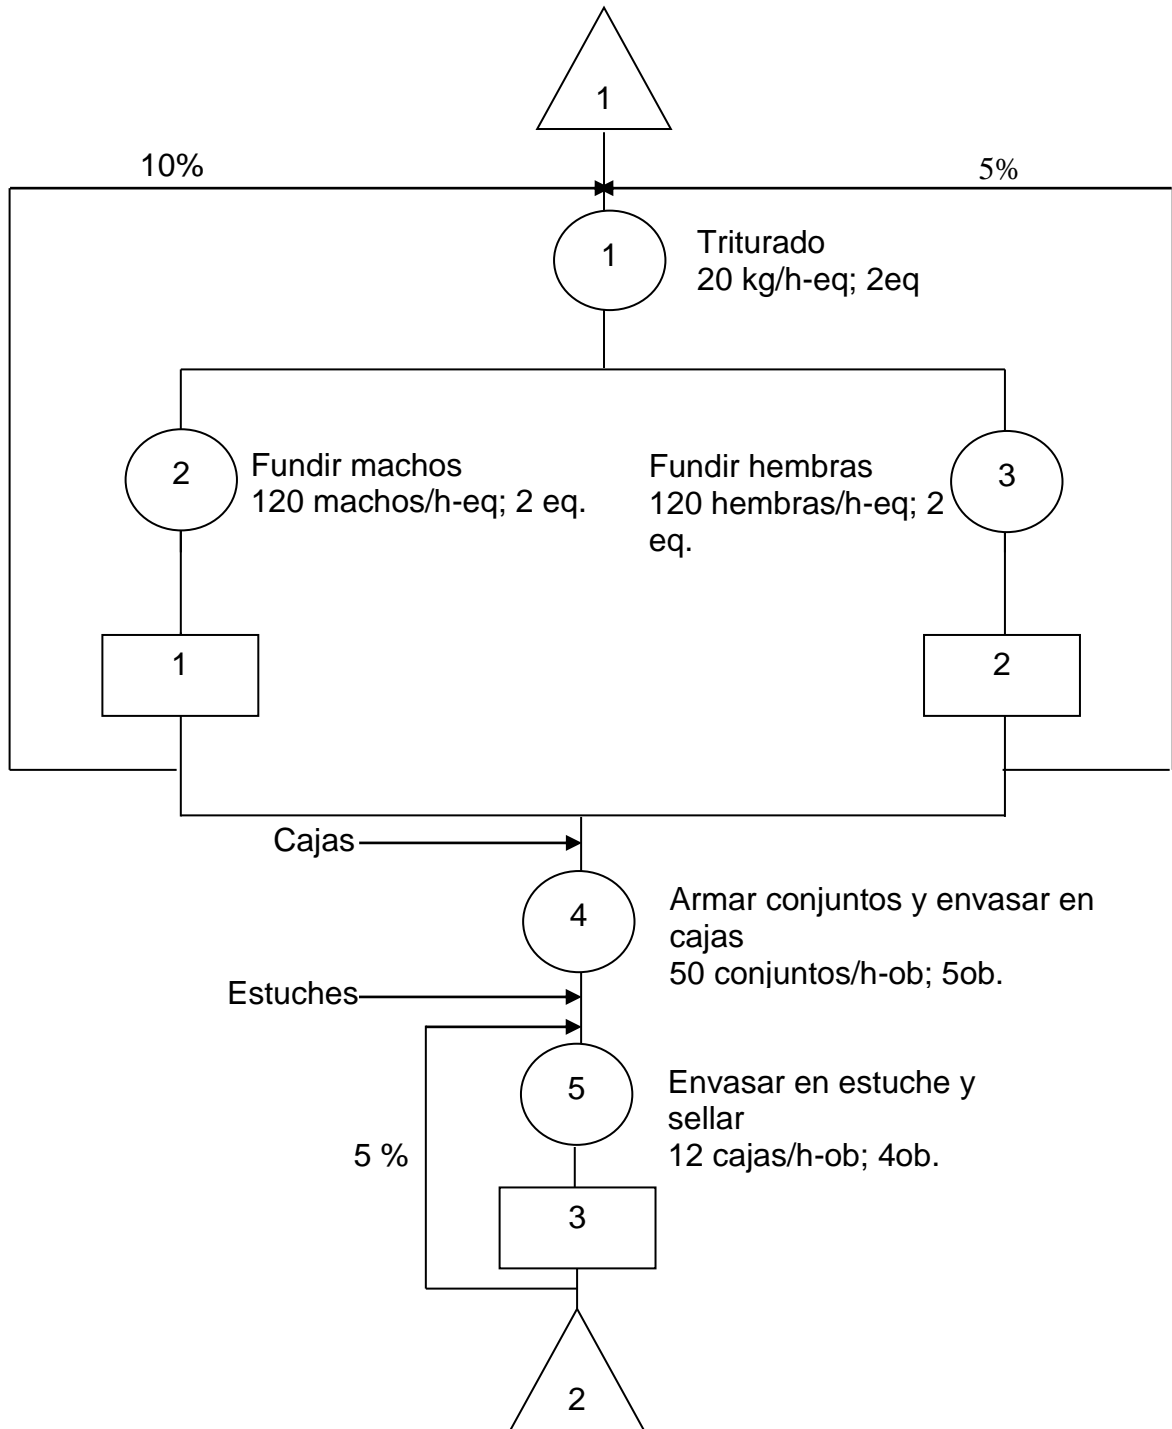 1
10%
5%
1
Triturado
20 kg/h-eq; 2eq
2
Fundir machos
120 machos/h-eq; 2 eq.
Fundir hembras
120 hembras/h-eq; 2
eq.
3
1
2
Cajas
4
Armar conjuntos y envasar en
cajas
50 conjuntos/h-ob; 5ob.
Estuches
5
Envasar en estuche y
sellar
12 cajas/h-ob; 4ob.
5 %
3
2